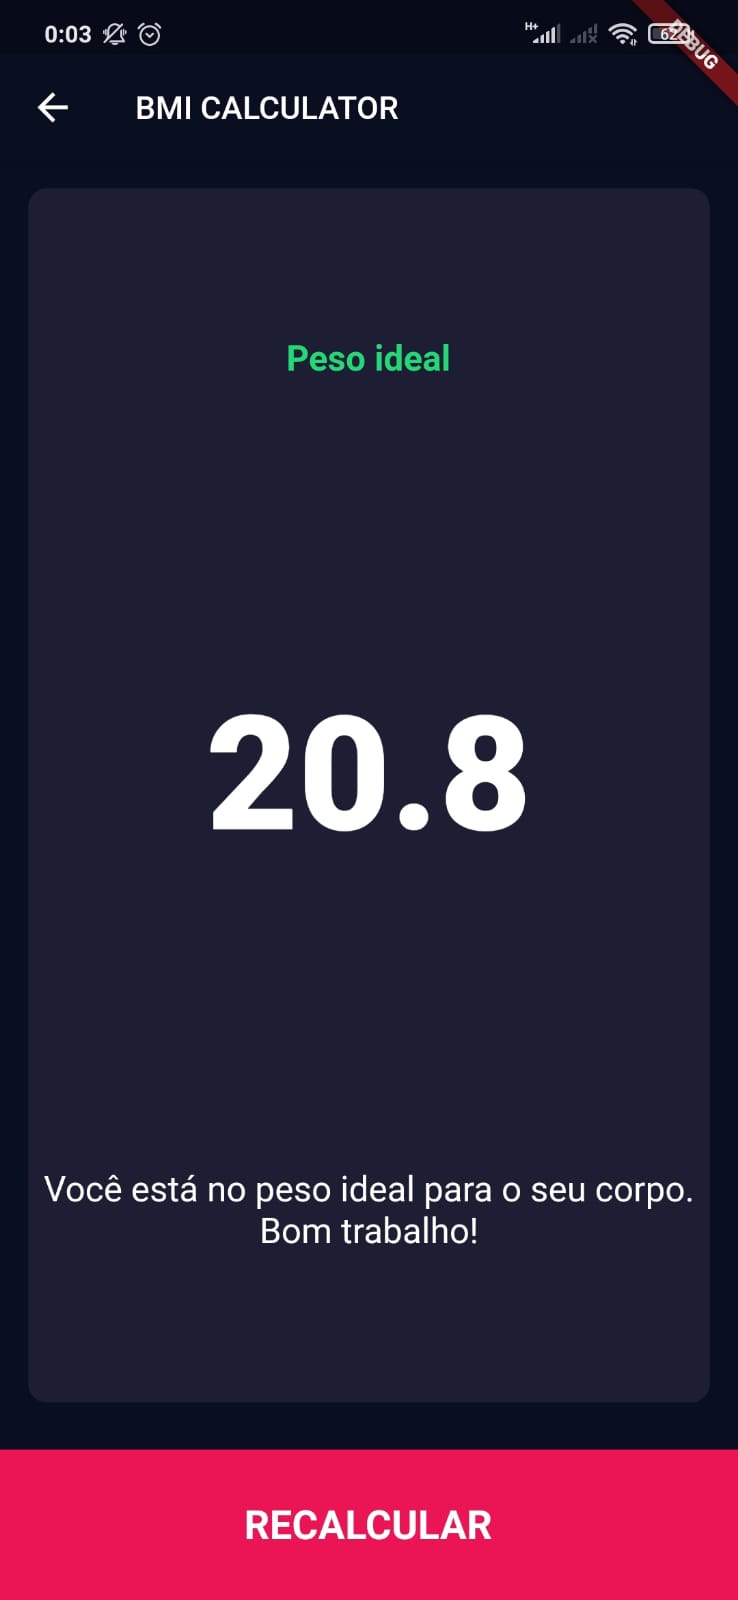 0:03 H+ 62
DEBUG
BMI CALCULATOR
Peso ideal
20.8
Você está no peso ideal para o seu corpo.
Bom trabalho!
RECALCULAR